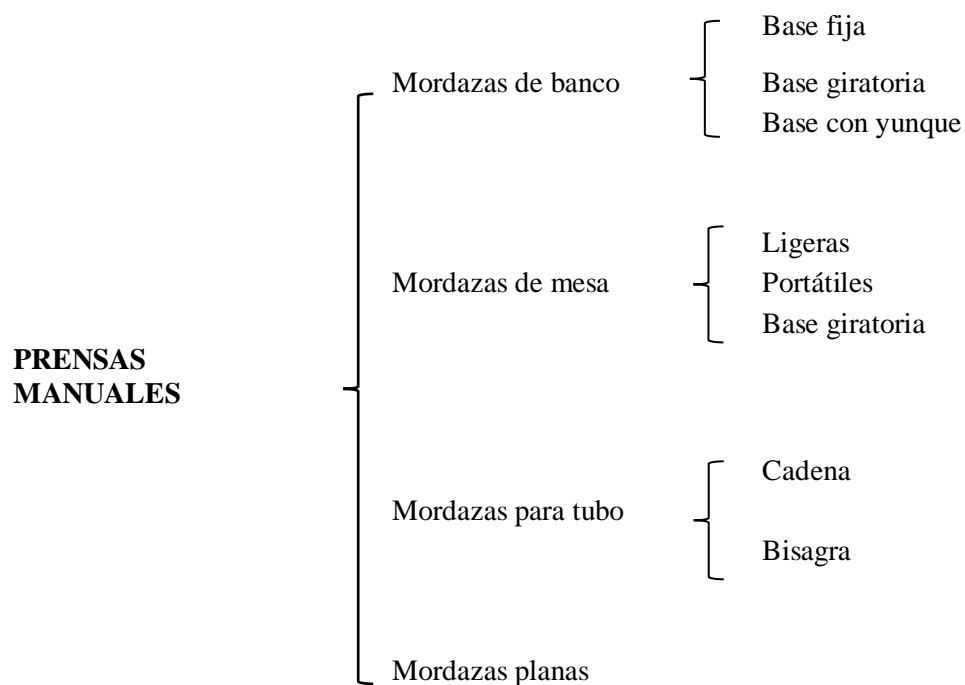 PRENSAS
MANUALES
Mordazas de banco
Base fija
Base giratoria
Base con yunque
Mordazas de mesa
Ligeras
Portátiles
Base giratoria
Mordazas para tubo
Cadena
Bisagra
Mordazas planas